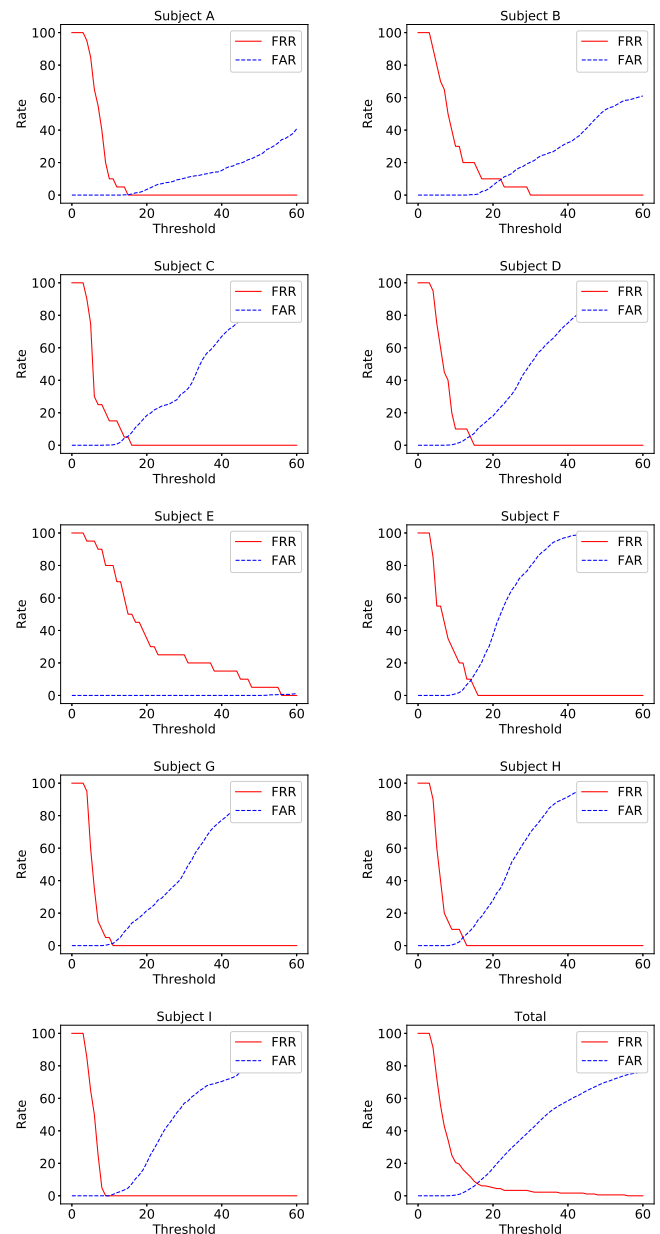 Subject A
100
80
60
40
20
0
Rate
0 20 40 60
Threshold
FRR
FAR
Subject B
100
80
60
40
20
0
Rate
0 20 40 60
Threshold
FRR
FAR
Subject C
100
80
60
40
20
0
Rate
0 20 40 60
Threshold
FRR
FAR
Subject D
100
80
60
40
20
0
Rate
0 20 40 60
Threshold
FRR
FAR
Subject E
100
80
60
40
20
0
Rate
0 20 40 60
Threshold
FRR
FAR
Subject F
100
80
60
40
20
0
Rate
0 20 40 60
Threshold
FRR
FAR
Subject G
100
80
60
40
20
0
Rate
0 20 40 60
Threshold
FRR
FAR
Subject H
100
80
60
40
20
0
Rate
0 20 40 60
Threshold
FRR
FAR
Subject I
100
80
60
40
20
0
Rate
0 20 40 60
Threshold
FRR
FAR
Total
100
80
60
40
20
0
Rate
0 20 40 60
Threshold
FRR
FAR